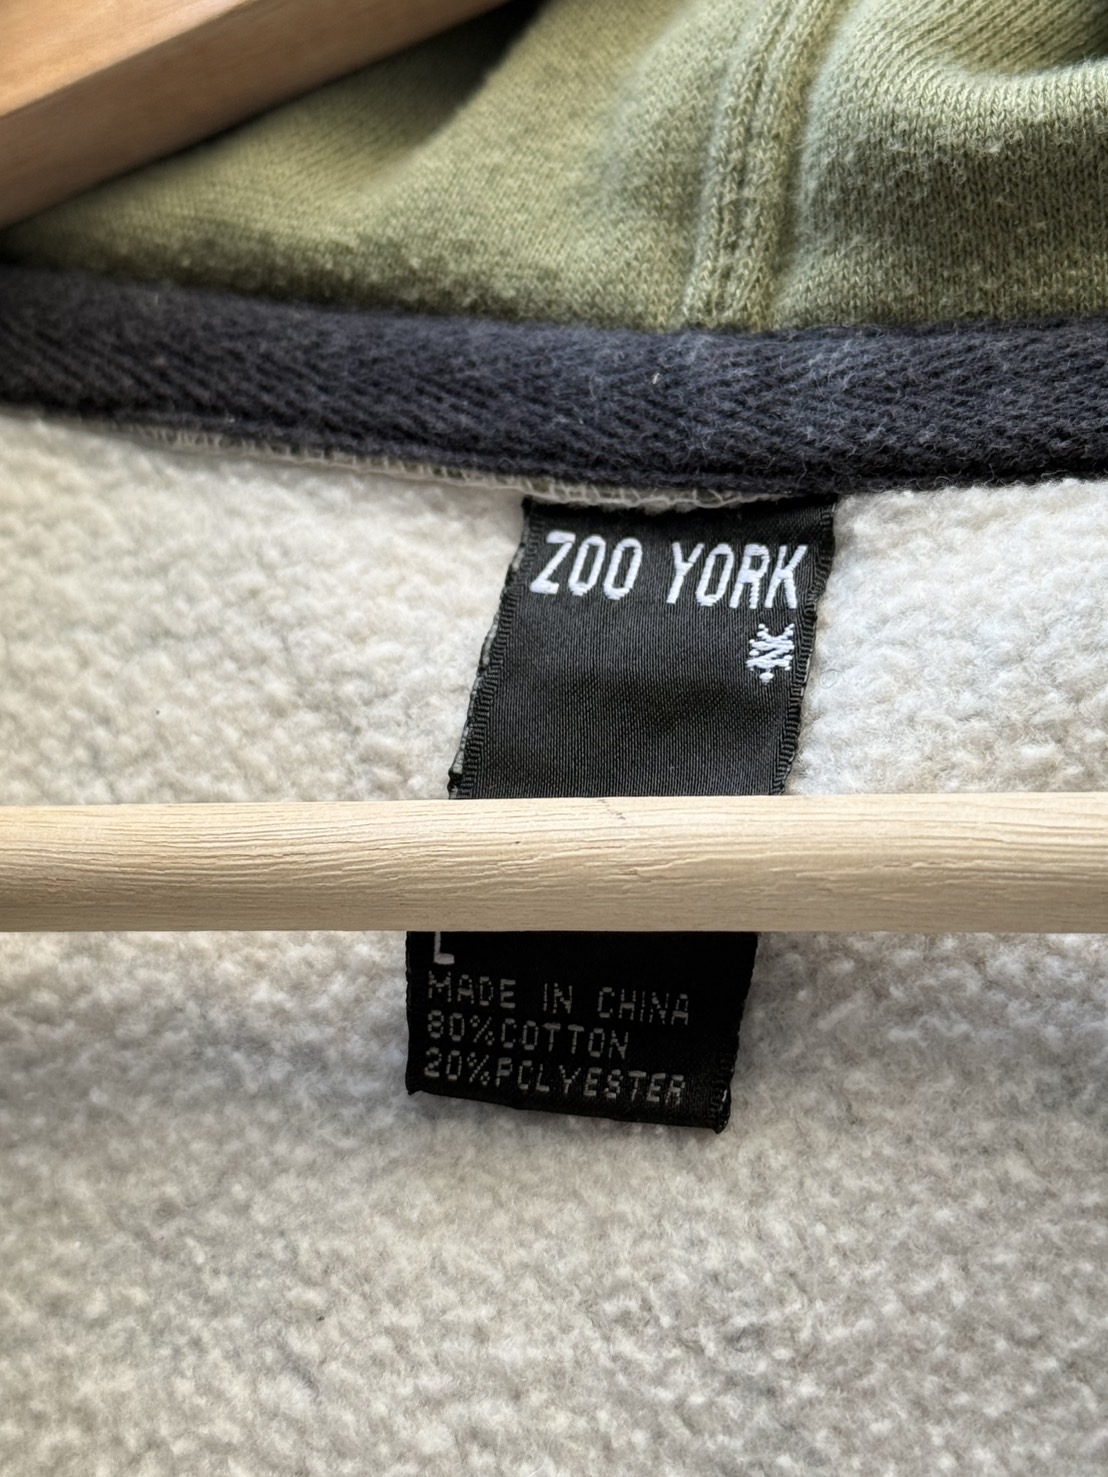 ZOO YORK
L
MADE IN CHINA
80%COTTON
20%POLYESTER